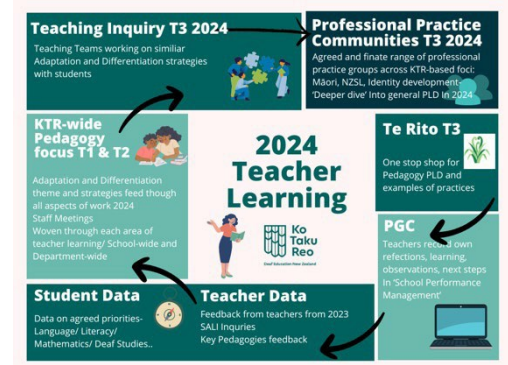 Teaching Inquiry T3 2024
Teaching Teams working on similiar
Adaptation and Differentiation strategies
with students
Professional Practice
Communities T3 2024
Agreed and finate range of professional
practice groups across KTR-based foci:
Māori, NZSL, Identity development-
'Deeper dive' Into general PLD In 2024
KTR-wide
Pedagogy
focus T1 & T2
Adaptation and Differentiation
theme and strategies feed though
all aspects of work 2024
Staff Meetings
Woven through each area of
teacher learning/ School-wide and
Department-wide
2024
Teacher
Learning
Ko
Taku
Reo
Deaf Education New Zealand
Te Rito T3
One stop shop for
Pedagogy PLD and
examples of practices
PGC
Teachers record own
refections, learning,
observations, next steps
In 'School Performance
Management'
Student Data
Data on agreed priorities-
Language/ Literacy/
Mathematics/ Deaf Studies..
Teacher Data
Feedback from teachers from 2023
SALI Inquries
Key Pedagogies feedback